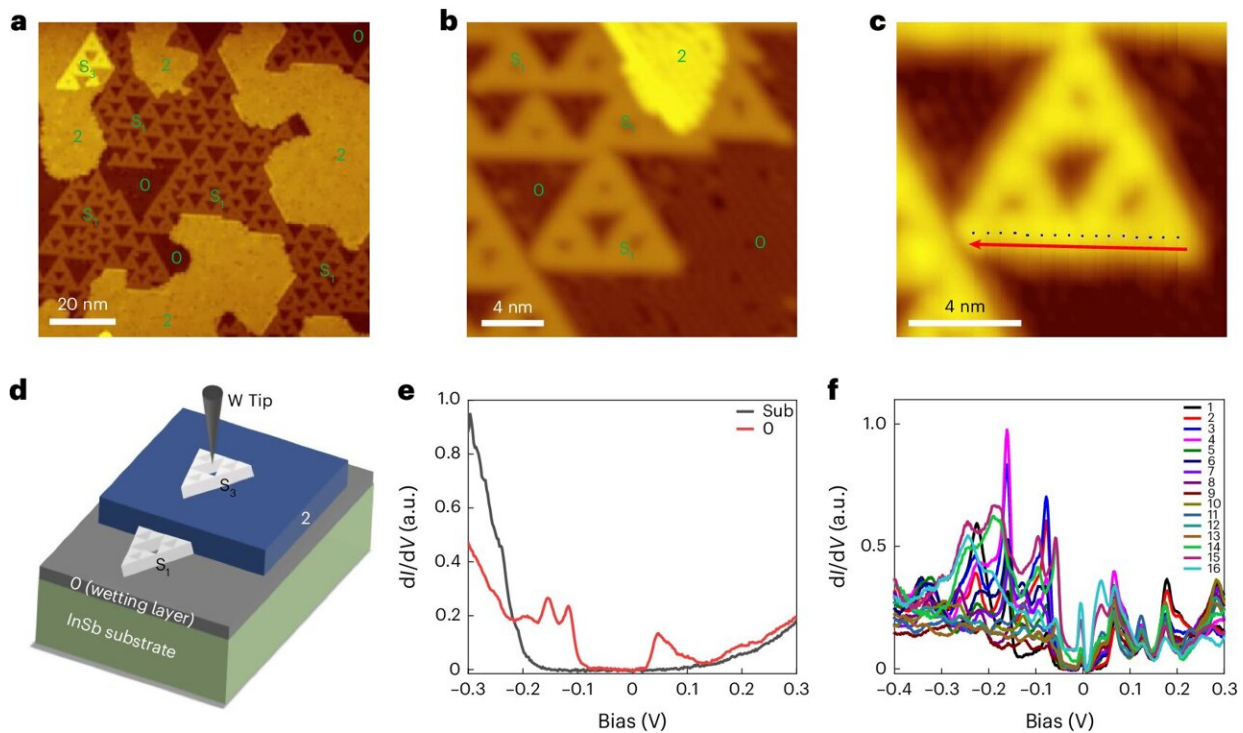 a
0
2
S₃
S₁
2
2
0
S₁
S₁
0
S₁
2
20 nm
b
2
S₁
S₁
0
0
S₁
4 nm
c
4 nm
d
W Tip
S₃
2
S₁
0 (wetting layer)
InSb substrate
e
1.0
0.8
0.6
0.4
0.2
0
dI/dV (a.u.)
Sub
0
−0.3 −0.2 −0.1 0 0.1 0.2 0.3
Bias (V)
f
1.0
0.5
0
dI/dV (a.u.)
1
2
3
4
5
6
7
8
9
10
11
12
13
14
15
16
−0.4 −0.3 −0.2 −0.1 0 0.1 0.2 0.3
Bias (V)